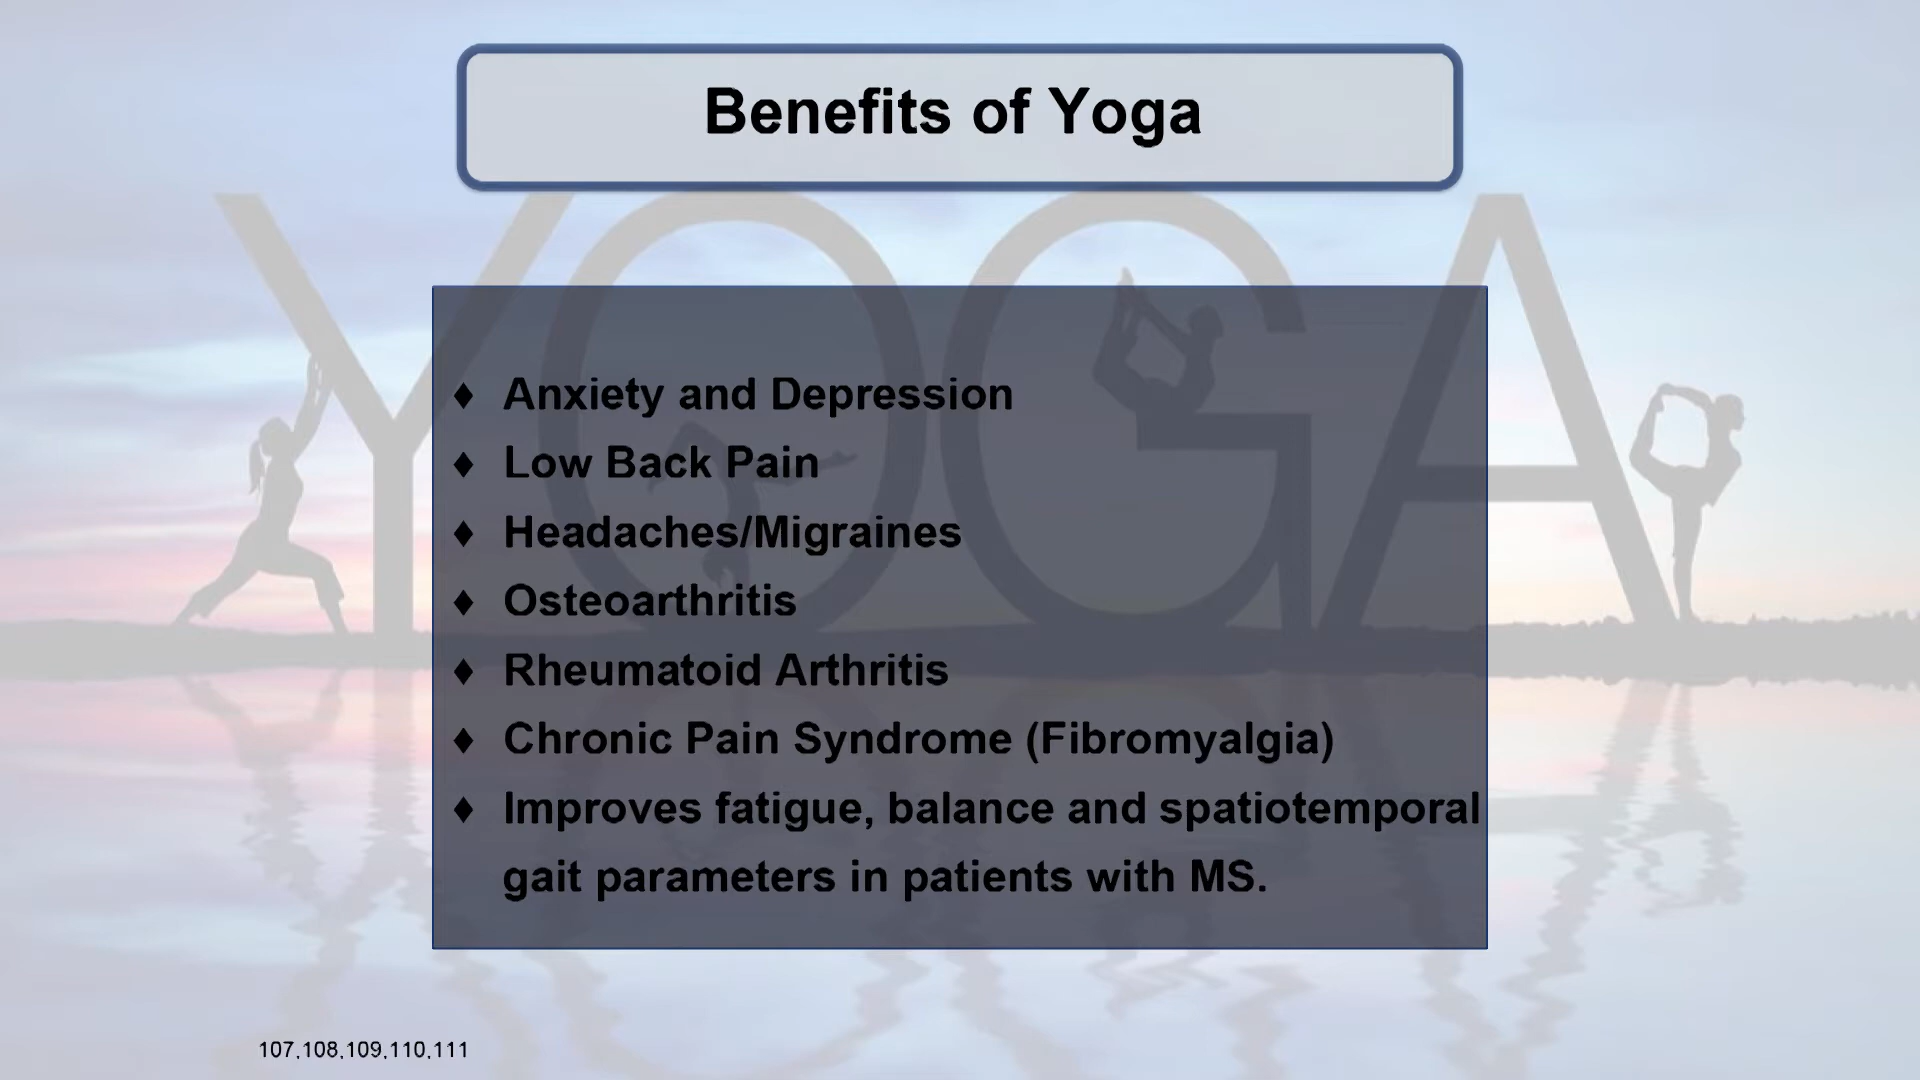 Benefits of Yoga
YOGA
♦ Anxiety and Depression
♦ Low Back Pain
♦ Headaches/Migraines
♦ Osteoarthritis
♦ Rheumatoid Arthritis
♦ Chronic Pain Syndrome (Fibromyalgia)
♦ Improves fatigue, balance and spatiotemporal
gait parameters in patients with MS.
107,108,109,110,111